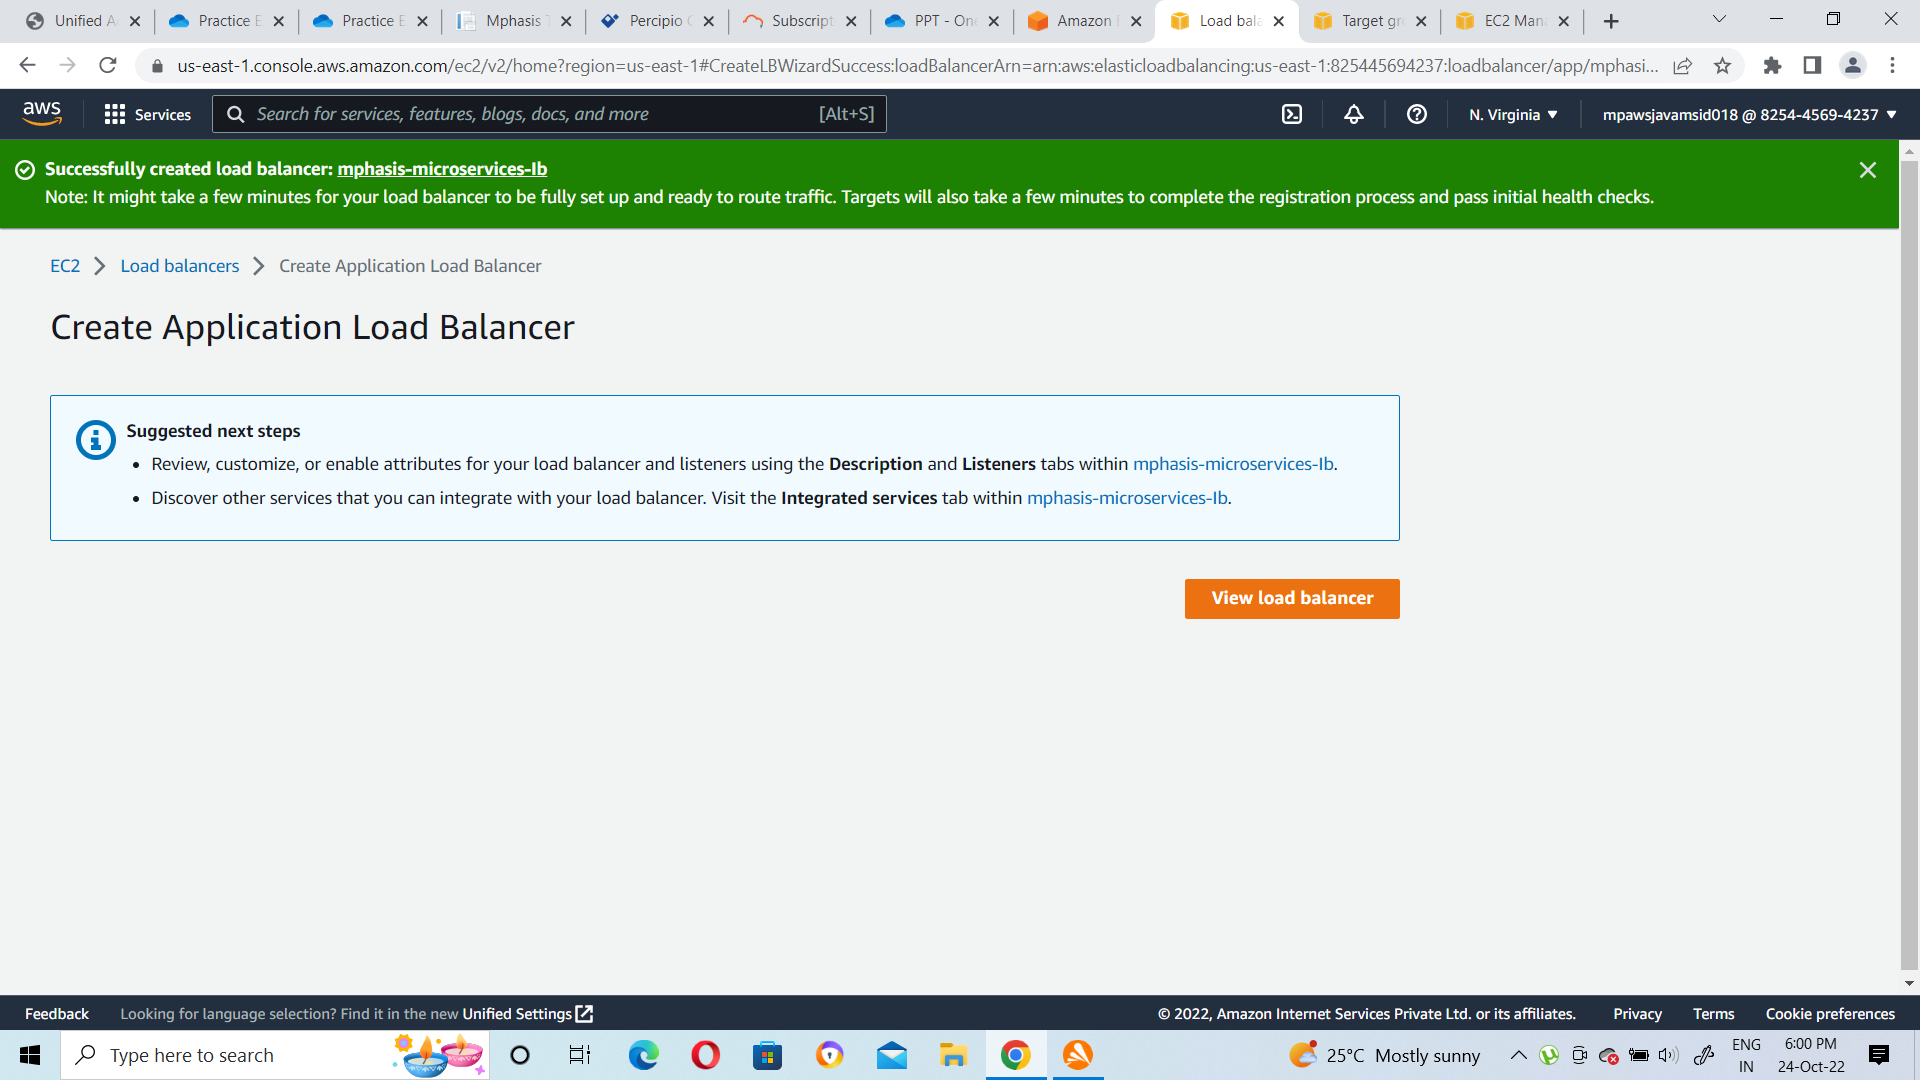 Unified A
Practice E
Practice E
Mphasis T
Percipio
Subscript
PPT - One
Amazon
Load bala
Target gr
EC2 Man
us-east-1.console.aws.amazon.com/ec2/v2/home?region=us-east-1#CreateLBWizardSuccess:loadBalancerArn=arn:aws:elasticloadbalancing:us-east-1:825445694237:loadbalancer/app/mphasi...
aws
Services
Search for services, features, blogs, docs, and more
[Alt+S]
N. Virginia
mpawsjavamsid018 @ 8254-4569-4237
Successfully created load balancer: mphasis-microservices-lb
Note: It might take a few minutes for your load balancer to be fully set up and ready to route traffic. Targets will also take a few minutes to complete the registration process and pass initial health checks.
EC2 > Load balancers > Create Application Load Balancer
Create Application Load Balancer
Suggested next steps
• Review, customize, or enable attributes for your load balancer and listeners using the Description and Listeners tabs within mphasis-microservices-lb.
• Discover other services that you can integrate with your load balancer. Visit the Integrated services tab within mphasis-microservices-lb.
View load balancer
Feedback
Looking for language selection? Find it in the new Unified Settings
© 2022, Amazon Internet Services Private Ltd. or its affiliates.
Privacy
Terms
Cookie preferences
Type here to search
25°C Mostly sunny
ENG
IN
6:00 PM
24-Oct-22